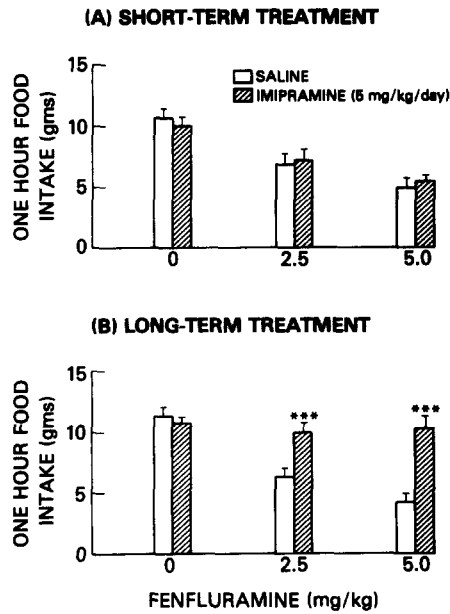 (A) SHORT-TERM TREATMENT
SALINE
IMIPRAMINE (5 mg/kg/day)
ONE HOUR FOOD
INTAKE (gms)
15
10
5
0
0 2.5 5.0
(B) LONG-TERM TREATMENT
ONE HOUR FOOD
INTAKE (gms)
15
10
5
0
*** ***
0 2.5 5.0
FENFLURAMINE (mg/kg)